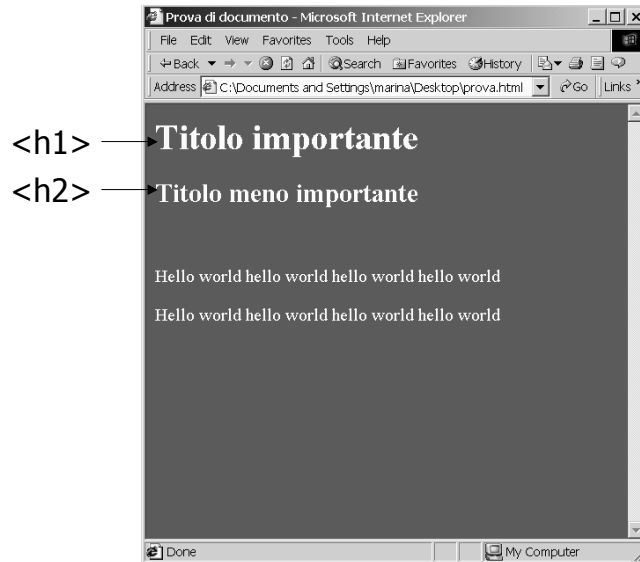 Prova di documento - Microsoft Internet Explorer
File Edit View Favorites Tools Help
Back Search Favorites History
Address C:\Documents and Settings\marina\Desktop\prova.html Go Links
<h1> Titolo importante
<h2> Titolo meno importante
Hello world hello world hello world hello world
Hello world hello world hello world hello world
Done My Computer